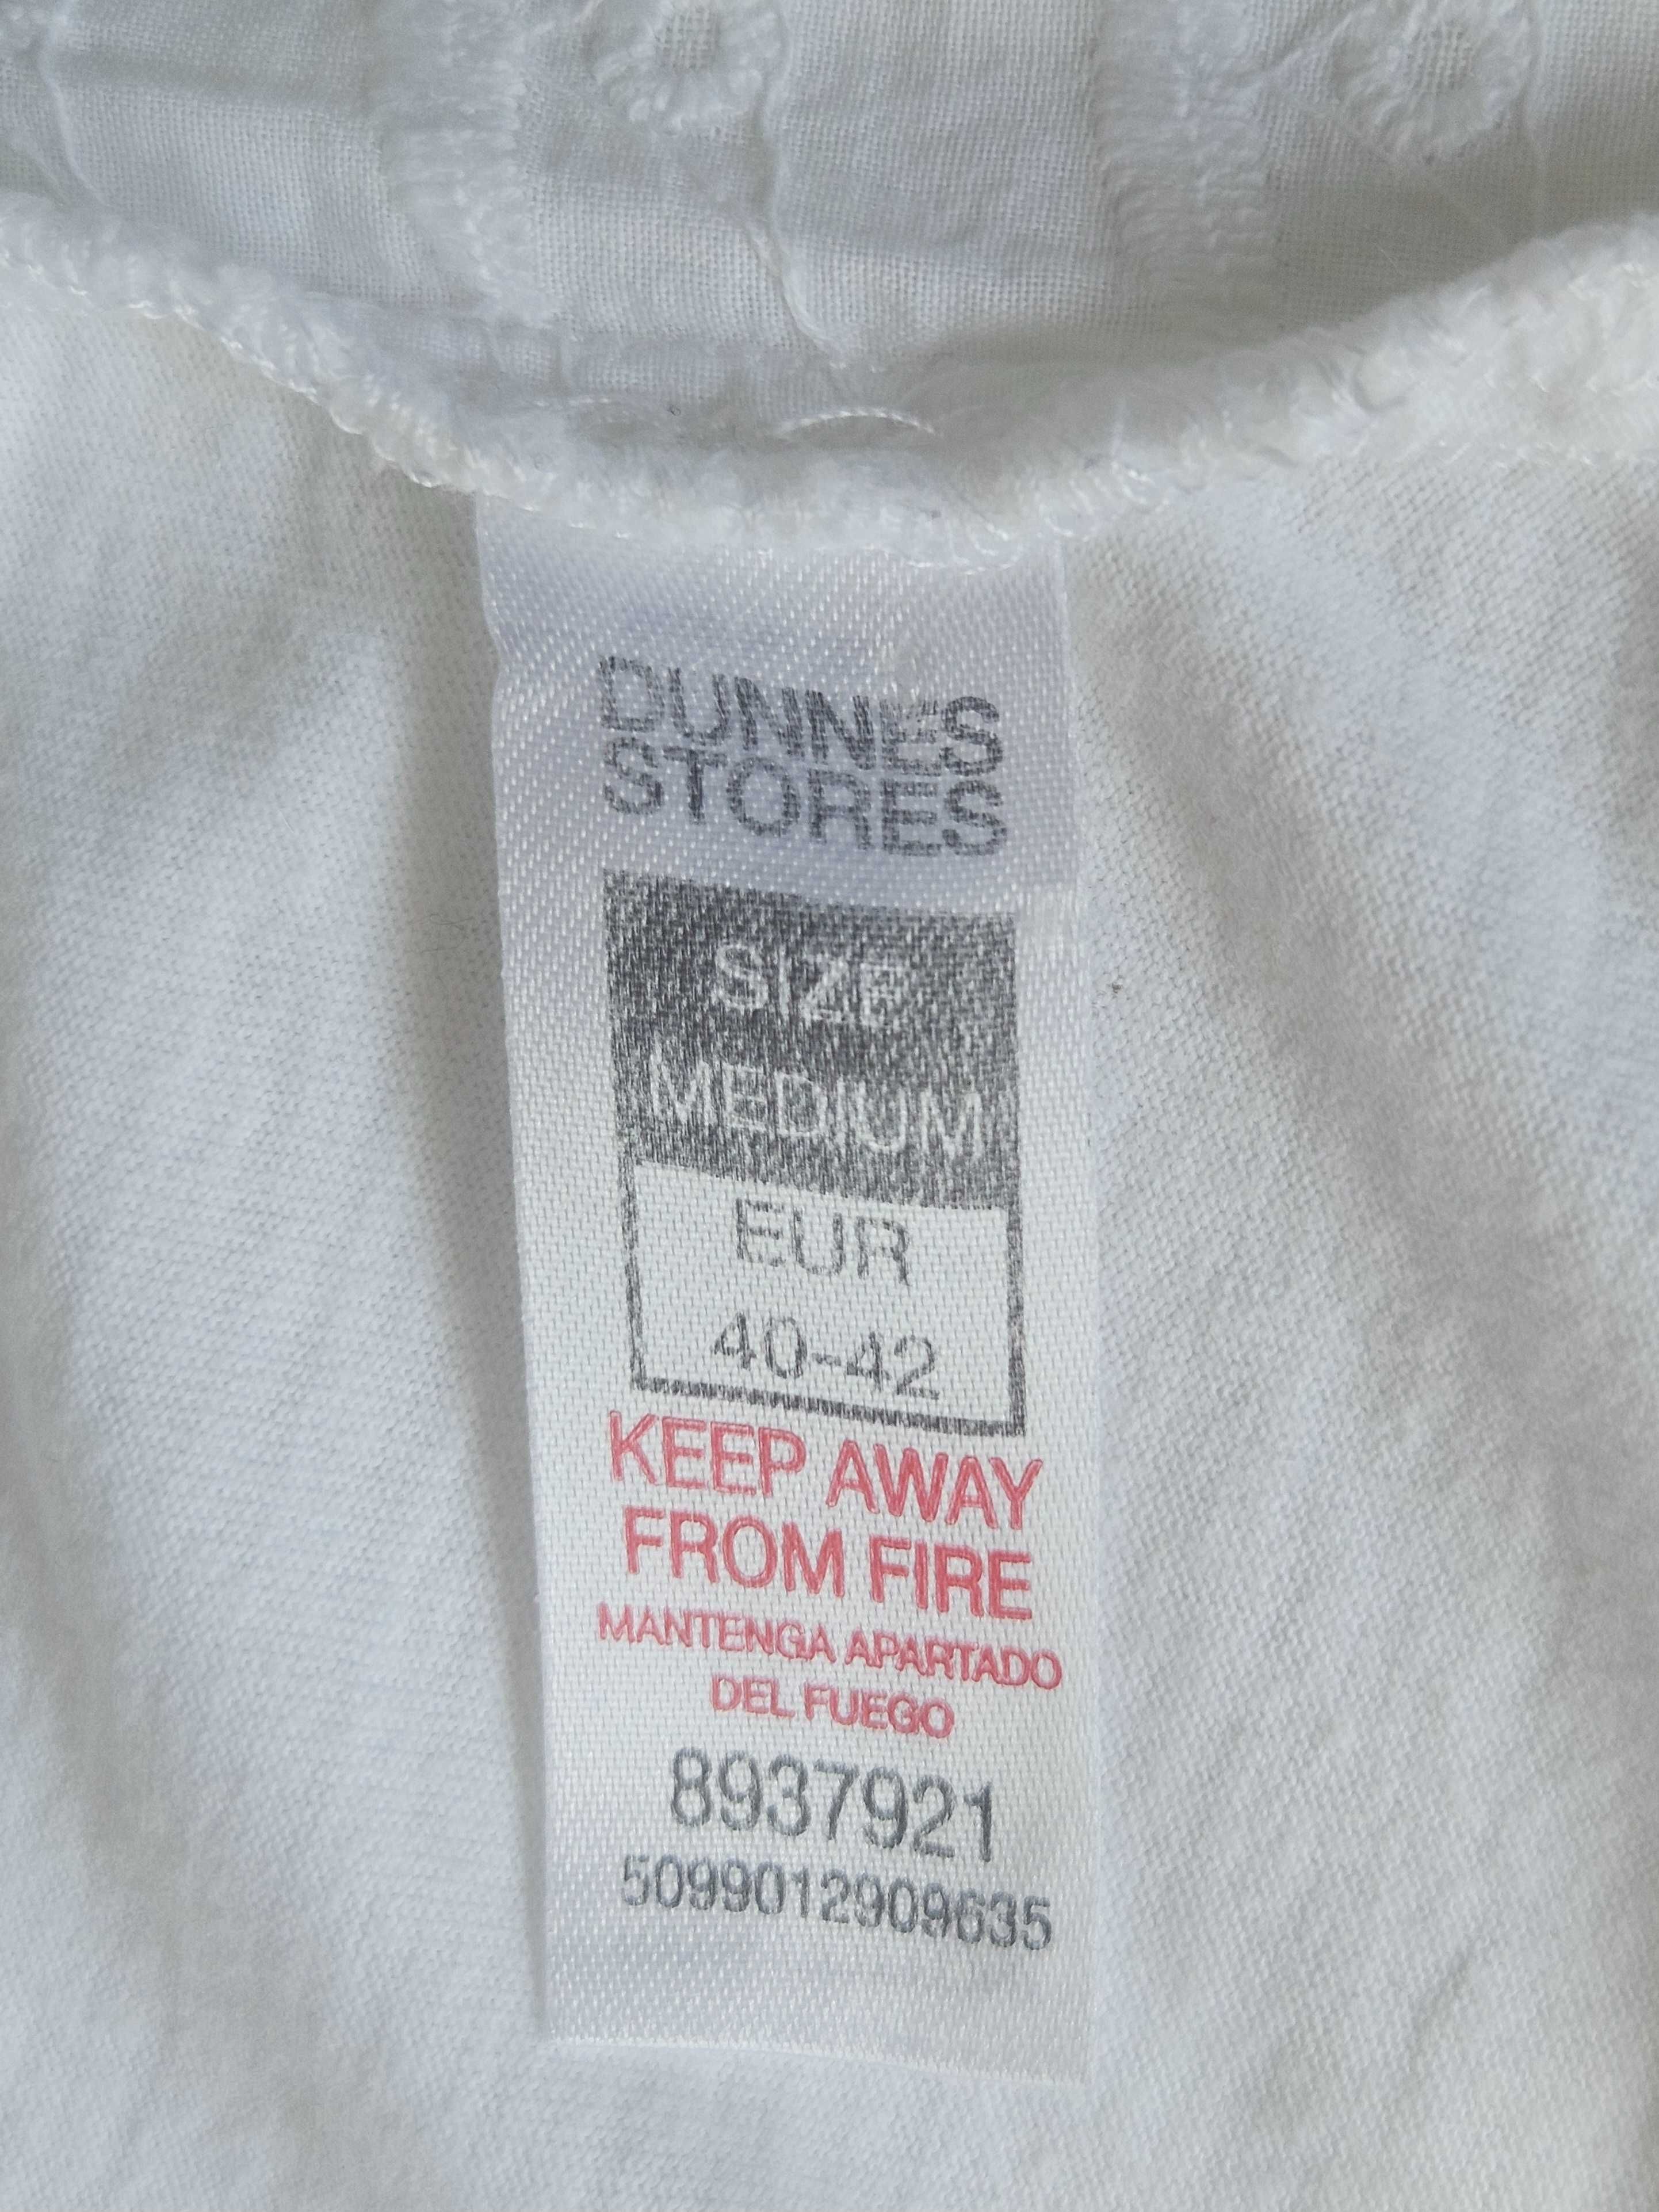 DUNNES
STORES
SIZE
MEDIUM
EUR
40-42
KEEP AWAY
FROM FIRE
MANTENGA APARTADO
DEL FUEGO
8937921
5099012909635